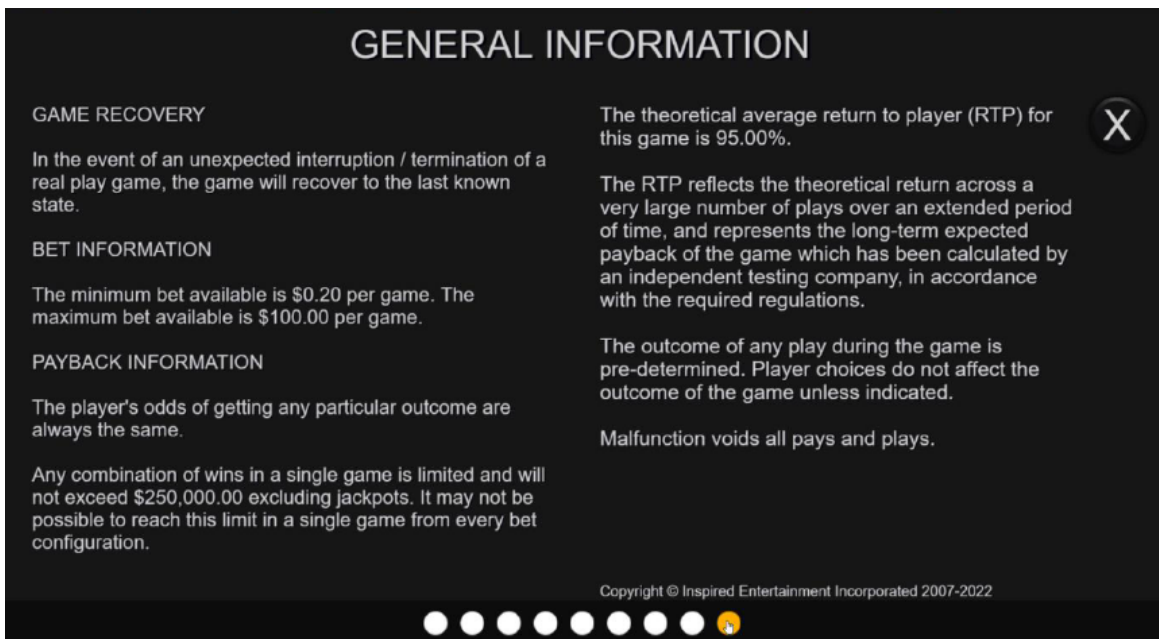 GENERAL INFORMATION
GAME RECOVERY
In the event of an unexpected interruption / termination of a
real play game, the game will recover to the last known
state.
BET INFORMATION
The minimum bet available is $0.20 per game. The
maximum bet available is $100.00 per game.
PAYBACK INFORMATION
The player's odds of getting any particular outcome are
always the same.
Any combination of wins in a single game is limited and will
not exceed $250,000.00 excluding jackpots. It may not be
possible to reach this limit in a single game from every bet
configuration.
The theoretical average return to player (RTP) for
this game is 95.00%.
The RTP reflects the theoretical return across a
very large number of plays over an extended period
of time, and represents the long-term expected
payback of the game which has been calculated by
an independent testing company, in accordance
with the required regulations.
The outcome of any play during the game is
pre-determined. Player choices do not affect the
outcome of the game unless indicated.
Malfunction voids all pays and plays.
Copyright © Inspired Entertainment Incorporated 2007-2022
X